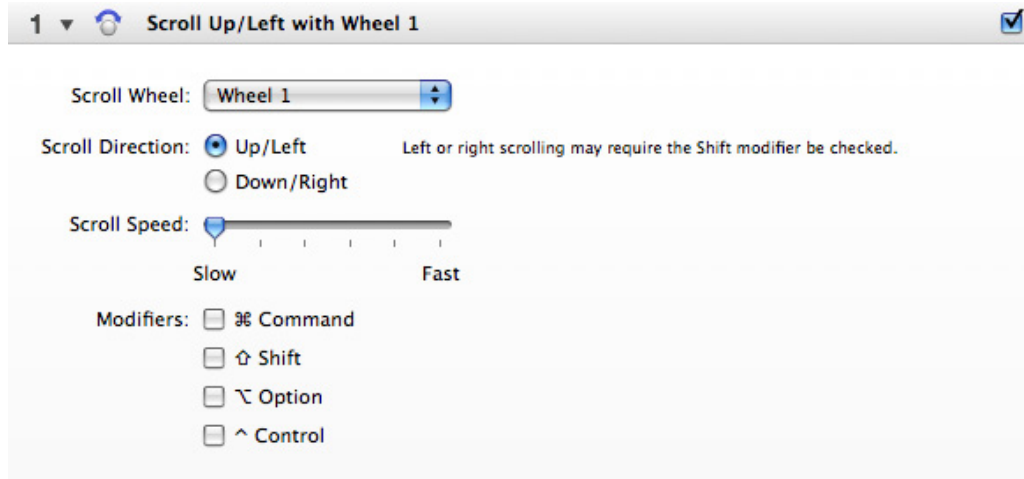 1 Scroll Up/Left with Wheel 1
Scroll Wheel: Wheel 1
Scroll Direction: Up/Left Left or right scrolling may require the Shift modifier be checked.
Down/Right
Scroll Speed:
Slow Fast
Modifiers: ⌘ Command
⇧ Shift
⌥ Option
^ Control